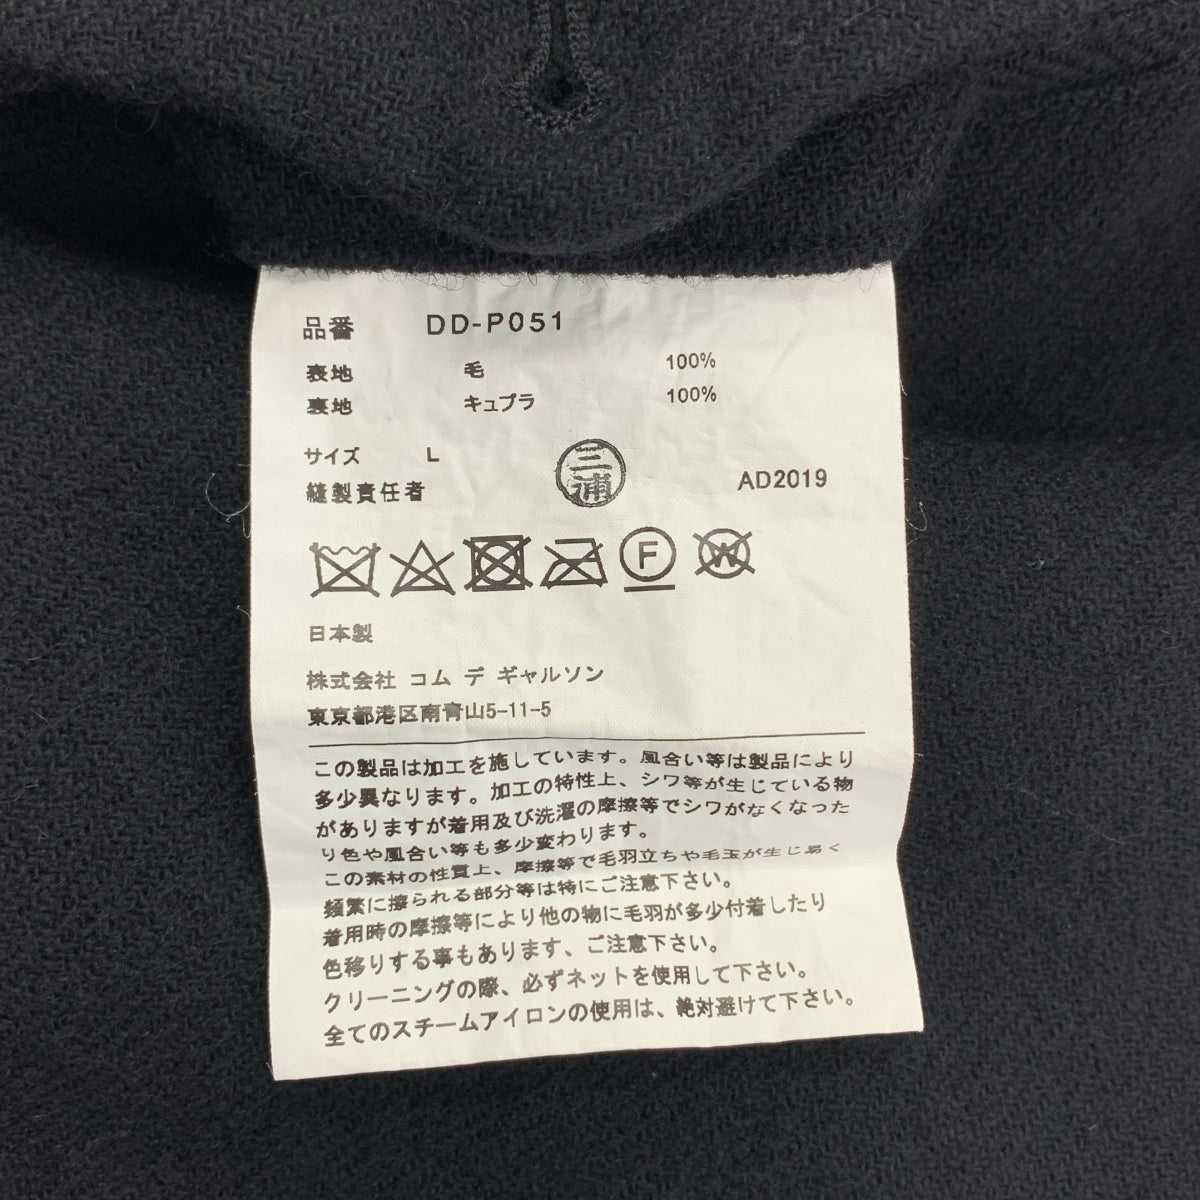 品番 DD-P051
表地 毛 100%
裏地 キュプラ 100%
サイズ L
縫製責任者 三浦 AD2019
F W
日本製
株式会社 コム デ ギャルソン
東京都港区南青山5-11-5
この製品は加工を施しています。風合い等は製品により
多少異なります。加工の特性上、シワ等が生じている物
がありますが着用及び洗濯の摩擦等でシワがなくなった
り色や風合い等も多少変わります。
この素材の性質上、摩擦等で毛羽立ちや毛玉が生じ易く
頻繁に擦られる部分等は特にご注意下さい。
着用時の摩擦等により他の物に毛羽が多少付着したり
色移りする事もあります、ご注意下さい。
クリーニングの際、必ずネットを使用して下さい。
全てのスチームアイロンの使用は、絶対避けて下さい。